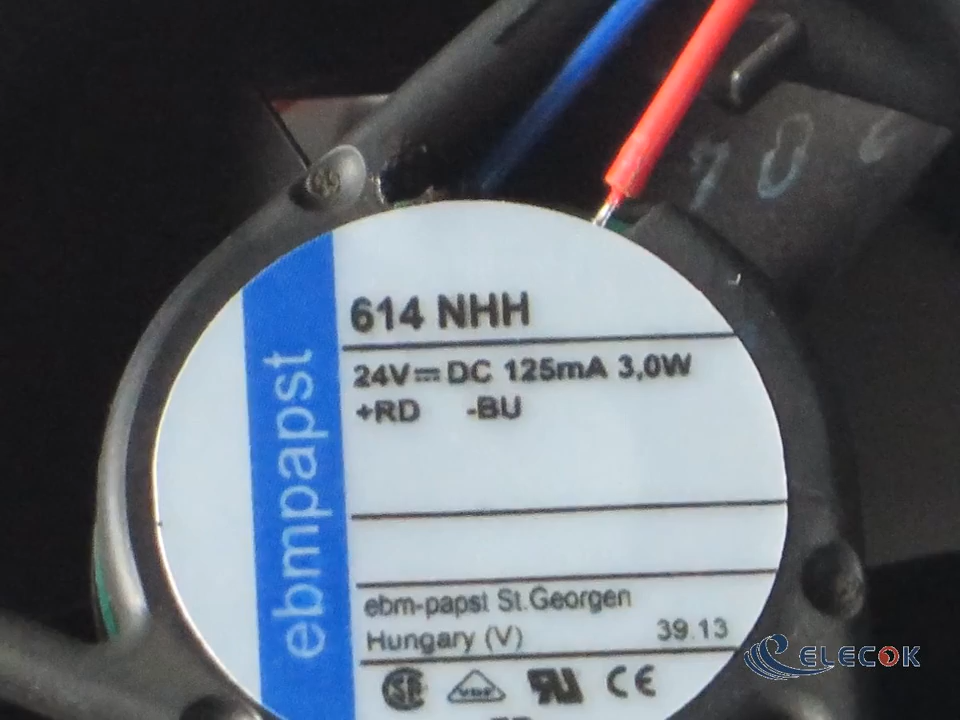 ebmpapst
614 NHH
24V⎓DC 125mA 3,0W
+RD -BU
ebm-papst St.Georgen
Hungary (V) 39.13
VDE
CE
ELECOK